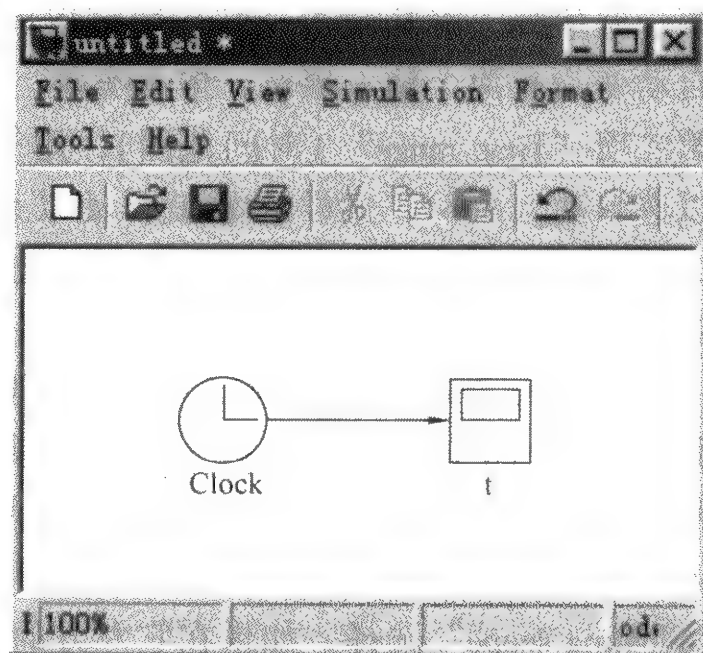 untitled *
File Edit View Simulation Format
Tools Help
Clock
t
100%